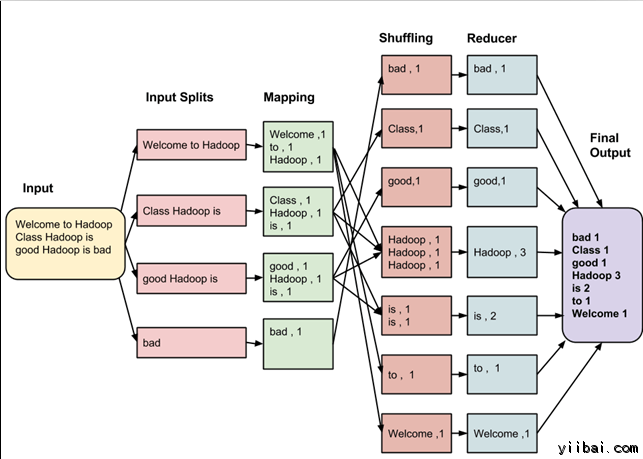 Shuffling
Reducer
Input Splits
Mapping
Final
Output
Input
Welcome to Hadoop
Class Hadoop is
good Hadoop is bad
Welcome to Hadoop
Class Hadoop is
good Hadoop is
bad
Welcome ,1
to , 1
Hadoop , 1
Class , 1
Hadoop , 1
is , 1
good , 1
Hadoop , 1
is , 1
bad , 1
bad , 1
Class,1
good,1
Hadoop , 1
Hadoop , 1
Hadoop , 1
is , 1
is , 1
to , 1
Welcome ,1
bad , 1
Class,1
good,1
Hadoop , 3
is , 2
to , 1
Welcome ,1
bad 1
Class 1
good 1
Hadoop 3
is 2
to 1
Welcome 1
yiibai.com